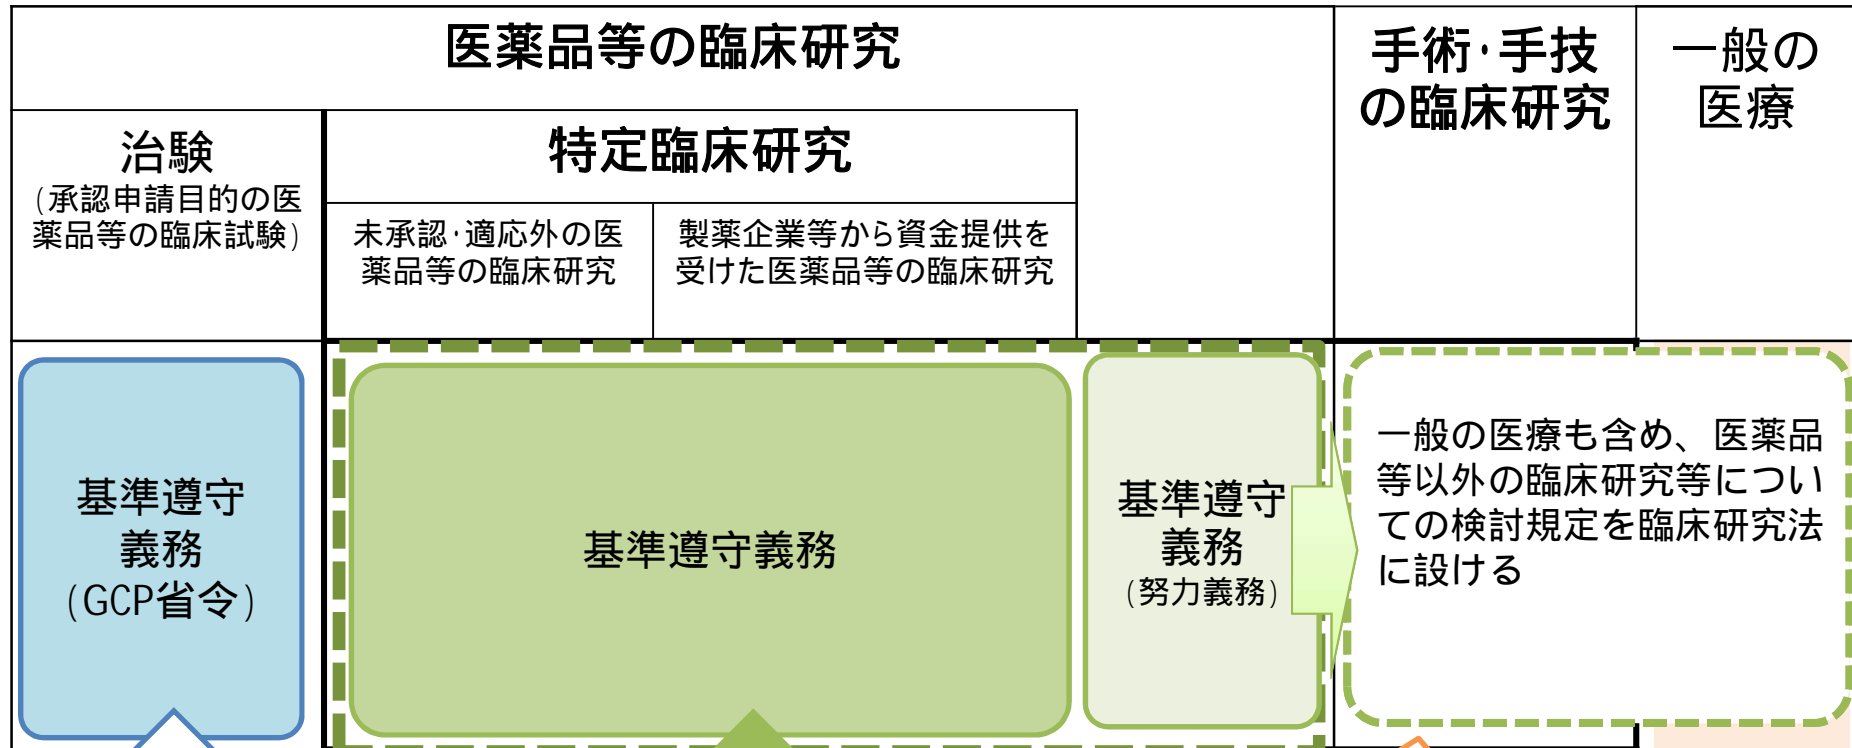 医薬品等の臨床研究
手術・手技
の臨床研究
一般の
医療
治験
(承認申請目的の医
薬品等の臨床試験)
特定臨床研究
未承認・適応外の医
薬品等の臨床研究
製薬企業等から資金提供を
受けた医薬品等の臨床研究
基準遵守
義務
(GCP省令)
基準遵守義務
基準遵守
義務
(努力義務)
一般の医療も含め、医薬品
等以外の臨床研究等につい
ての検討規定を臨床研究法
に設ける